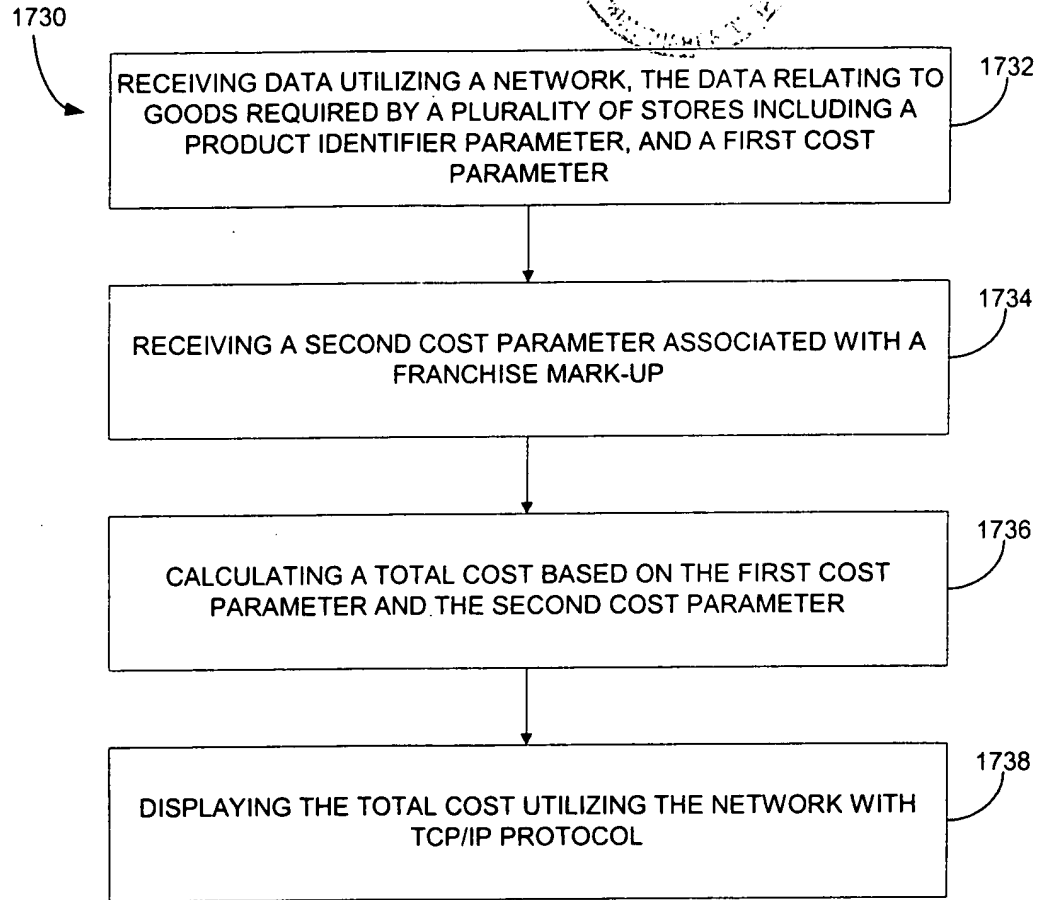 1730
RECEIVING DATA UTILIZING A NETWORK, THE DATA RELATING TO
GOODS REQUIRED BY A PLURALITY OF STORES INCLUDING A
PRODUCT IDENTIFIER PARAMETER, AND A FIRST COST
PARAMETER
1732
RECEIVING A SECOND COST PARAMETER ASSOCIATED WITH A
FRANCHISE MARK-UP
1734
CALCULATING A TOTAL COST BASED ON THE FIRST COST
PARAMETER AND THE SECOND COST PARAMETER
1736
DISPLAYING THE TOTAL COST UTILIZING THE NETWORK WITH
TCP/IP PROTOCOL
1738